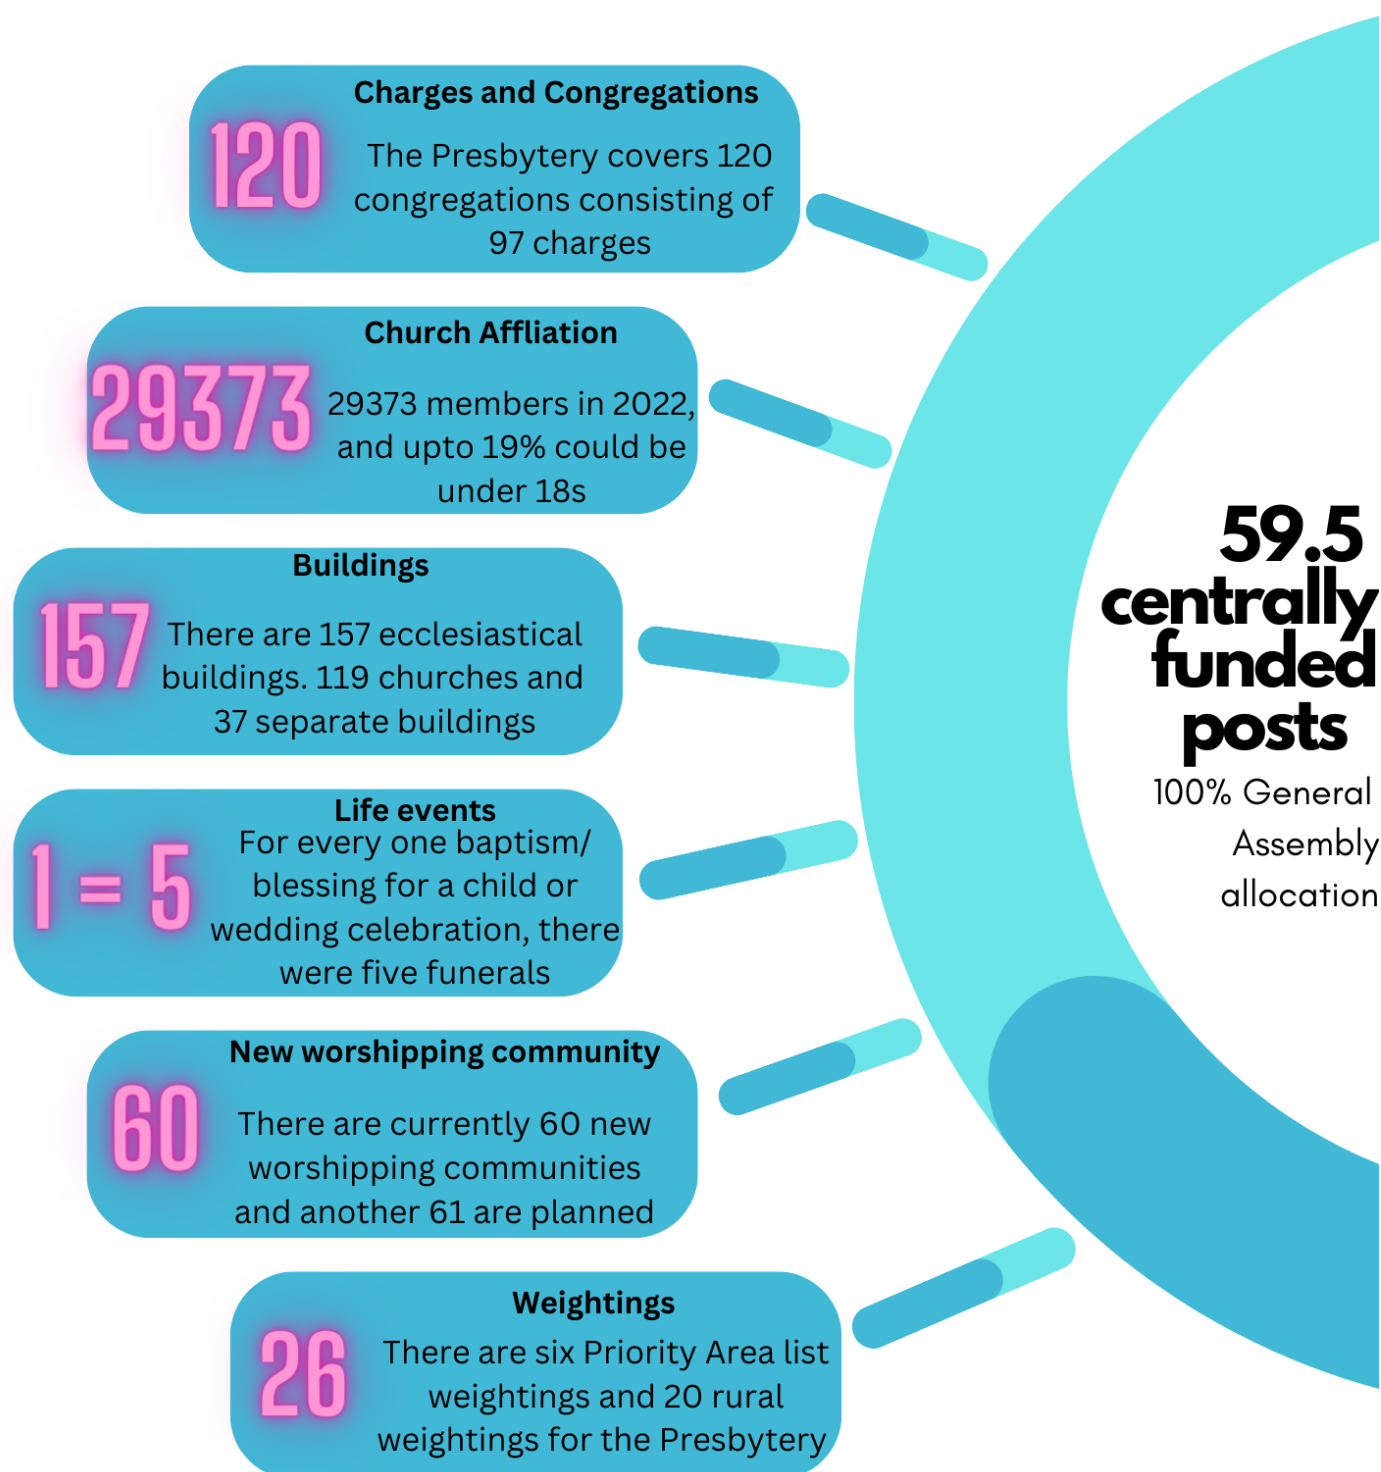 Charges and Congregations
120
The Presbytery covers 120
congregations consisting of
97 charges
Church Affliation
29373
29373 members in 2022,
and upto 19% could be
under 18s
Buildings
157
There are 157 ecclesiastical
buildings. 119 churches and
37 separate buildings
Life events
1 = 5
For every one baptism/
blessing for a child or
wedding celebration, there
were five funerals
New worshipping community
60
There are currently 60 new
worshipping communities
and another 61 are planned
Weightings
26
There are six Priority Area list
weightings and 20 rural
weightings for the Presbytery
59.5
centrally
funded
posts
100% General
Assembly
allocation